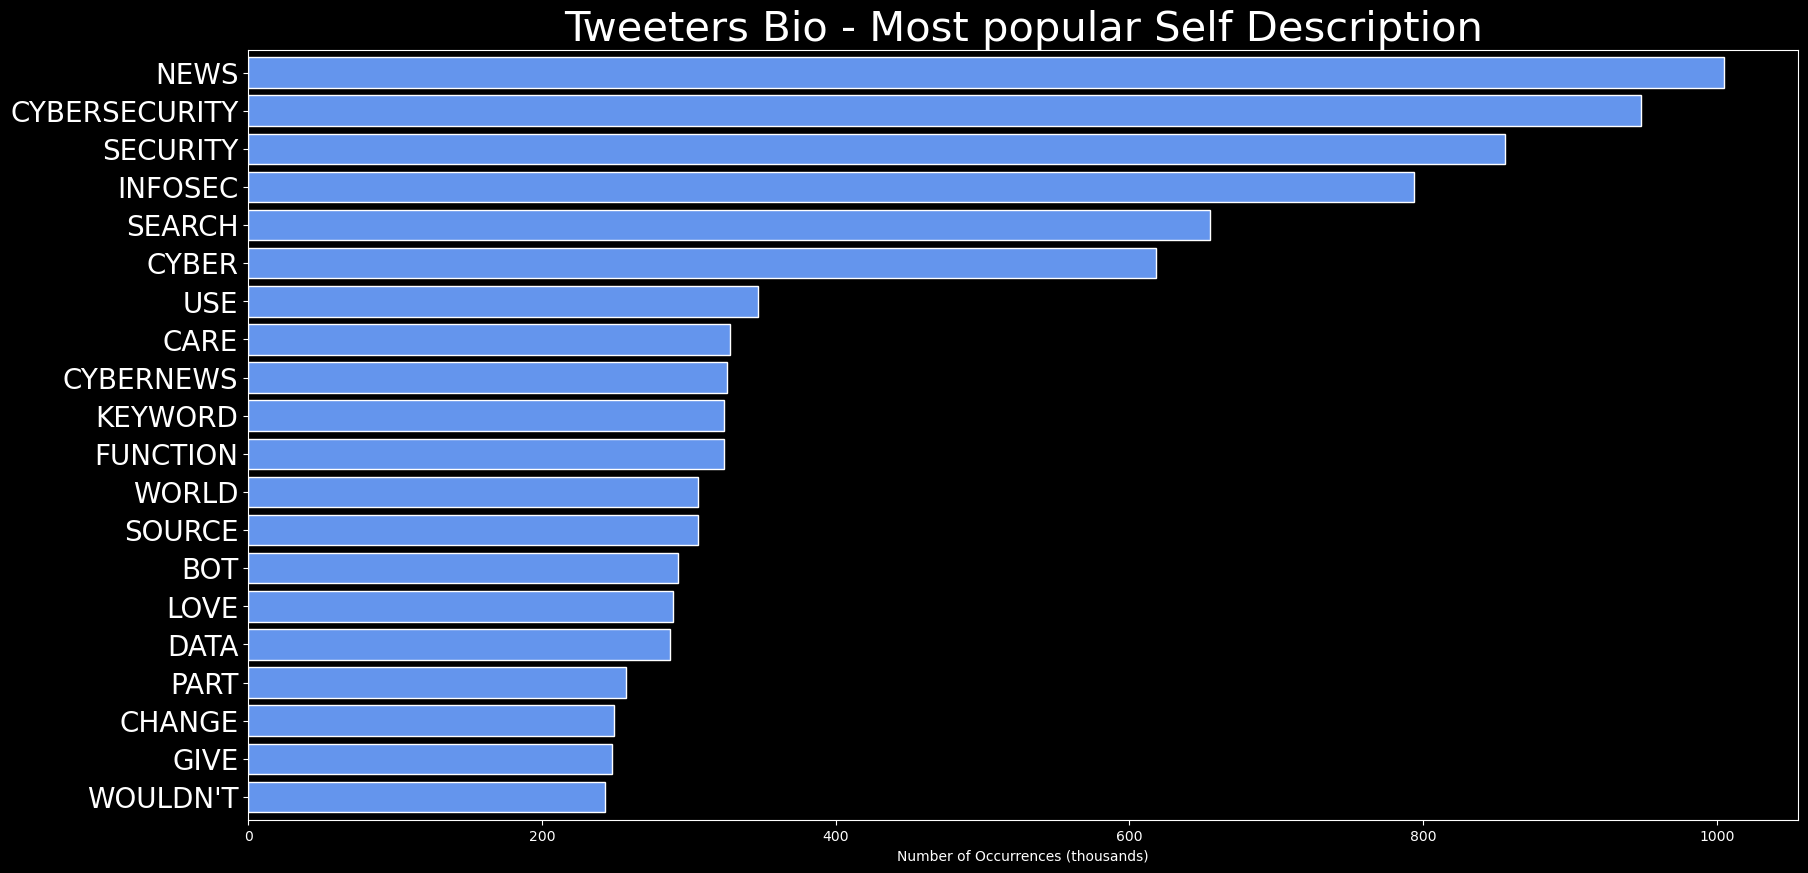 Tweeters Bio - Most popular Self Description
NEWS
CYBERSECURITY
SECURITY
INFOSEC
SEARCH
CYBER
USE
CARE
CYBERNEWS
KEYWORD
FUNCTION
WORLD
SOURCE
BOT
LOVE
DATA
PART
CHANGE
GIVE
WOULDN'T
0 200 400 600 800 1000
Number of Occurrences (thousands)